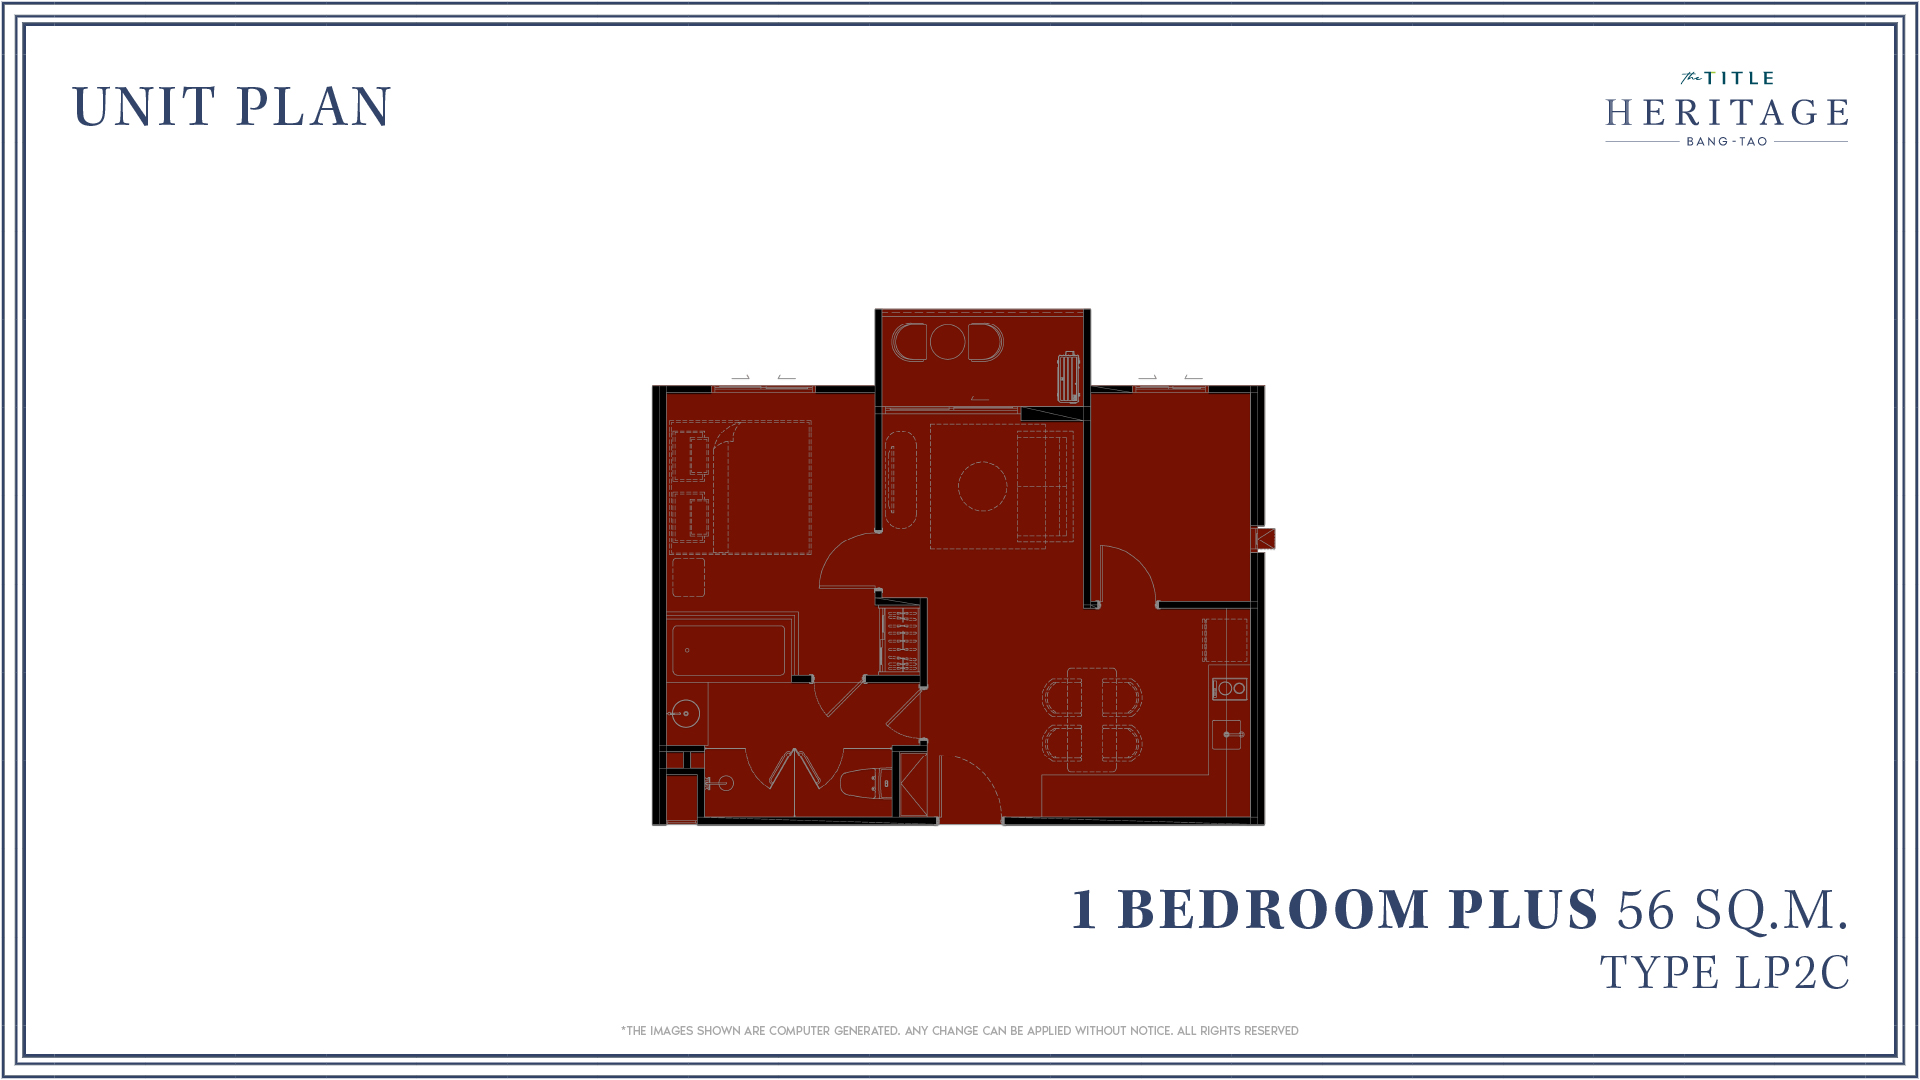 UNIT PLAN
the TITLE
HERITAGE
BANG-TAO
1 BEDROOM PLUS 56 SQ.M.
TYPE LP2C
*THE IMAGES SHOWN ARE COMPUTER GENERATED. ANY CHANGE CAN BE APPLIED WITHOUT NOTICE. ALL RIGHTS RESERVED